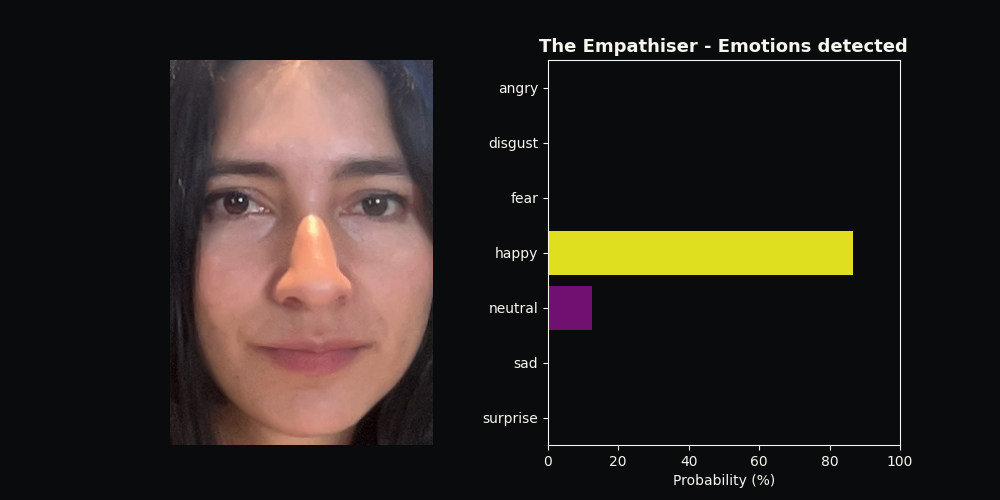 The Empathiser - Emotions detected
angry
disgust
fear
happy
neutral
sad
surprise
0 20 40 60 80 100
Probability (%)